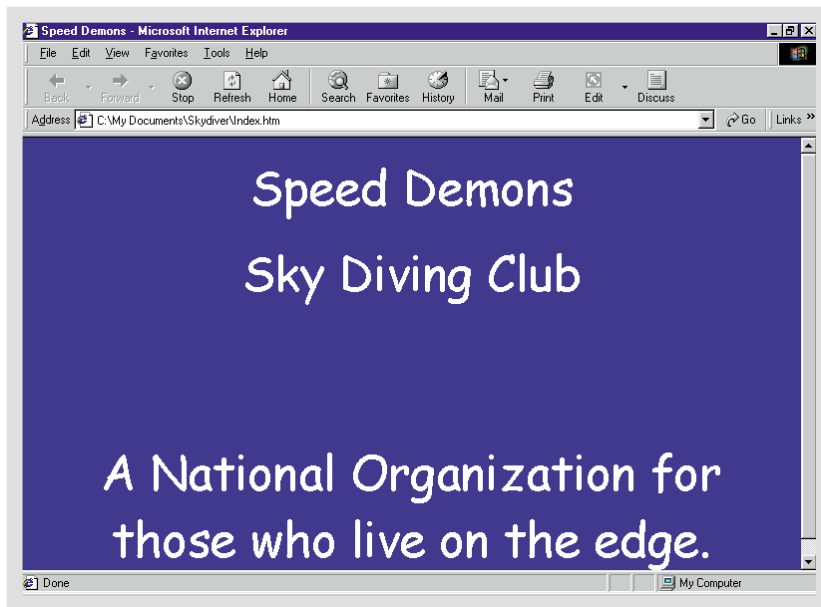 Speed Demons - Microsoft Internet Explorer
File Edit View Favorites Tools Help
Back Forward Stop Refresh Home Search Favorites History Mail Print Edit Discuss
Address C:\My Documents\Skydiver\Index.htm Go Links »
Speed Demons
Sky Diving Club
A National Organization for
those who live on the edge.
Done My Computer